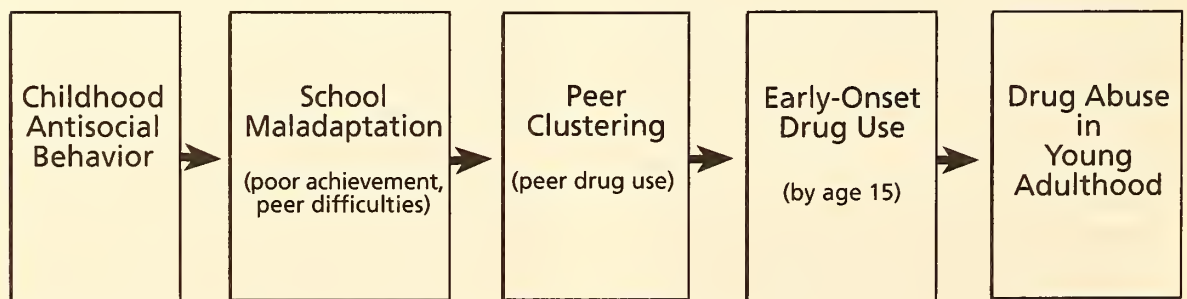 Childhood
Antisocial
Behavior
School
Maladaptation
(poor achievement,
peer difficulties)
Peer
Clustering
(peer drug use)
Early-Onset
Drug Use
(by age 15)
Drug Abuse
in
Young
Adulthood